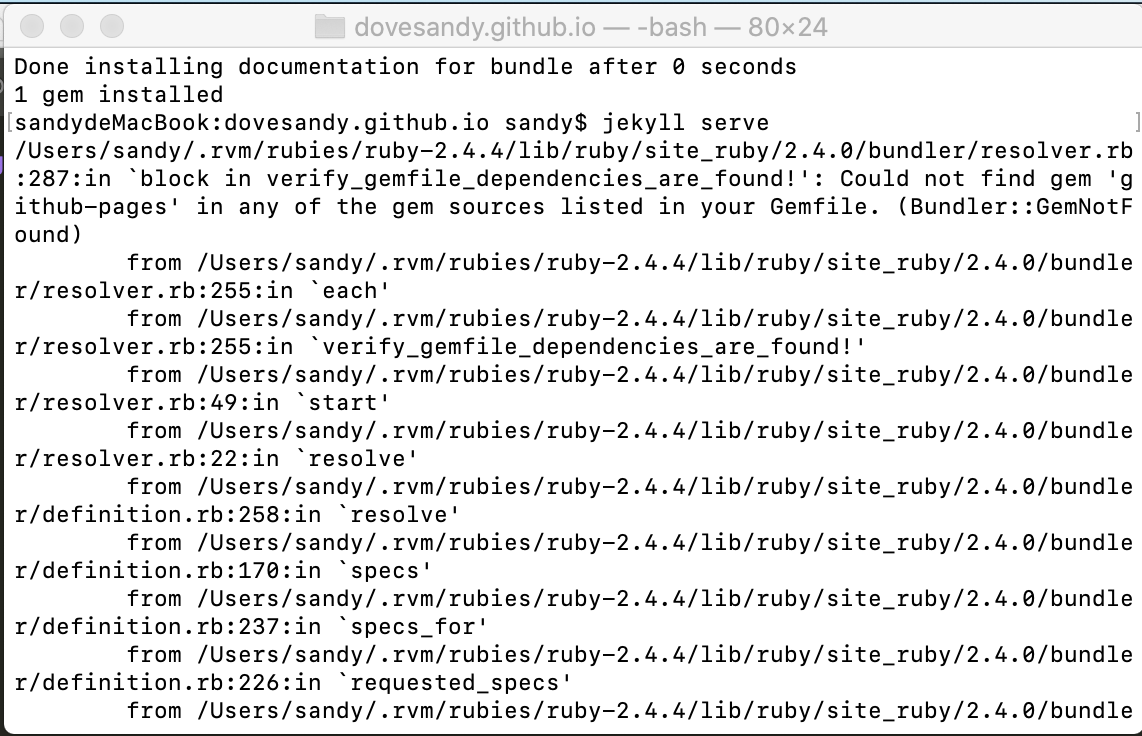 dovesandy.github.io — -bash — 80×24
Done installing documentation for bundle after 0 seconds
1 gem installed
[sandydeMacBook:dovesandy.github.io sandy$ jekyll serve ]
/Users/sandy/.rvm/rubies/ruby-2.4.4/lib/ruby/site_ruby/2.4.0/bundler/resolver.rb
:287:in `block in verify_gemfile_dependencies_are_found!': Could not find gem 'g
ithub-pages' in any of the gem sources listed in your Gemfile. (Bundler::GemNotF
ound)
from /Users/sandy/.rvm/rubies/ruby-2.4.4/lib/ruby/site_ruby/2.4.0/bundle
r/resolver.rb:255:in `each'
from /Users/sandy/.rvm/rubies/ruby-2.4.4/lib/ruby/site_ruby/2.4.0/bundle
r/resolver.rb:255:in `verify_gemfile_dependencies_are_found!'
from /Users/sandy/.rvm/rubies/ruby-2.4.4/lib/ruby/site_ruby/2.4.0/bundle
r/resolver.rb:49:in `start'
from /Users/sandy/.rvm/rubies/ruby-2.4.4/lib/ruby/site_ruby/2.4.0/bundle
r/resolver.rb:22:in `resolve'
from /Users/sandy/.rvm/rubies/ruby-2.4.4/lib/ruby/site_ruby/2.4.0/bundle
r/definition.rb:258:in `resolve'
from /Users/sandy/.rvm/rubies/ruby-2.4.4/lib/ruby/site_ruby/2.4.0/bundle
r/definition.rb:170:in `specs'
from /Users/sandy/.rvm/rubies/ruby-2.4.4/lib/ruby/site_ruby/2.4.0/bundle
r/definition.rb:237:in `specs_for'
from /Users/sandy/.rvm/rubies/ruby-2.4.4/lib/ruby/site_ruby/2.4.0/bundle
r/definition.rb:226:in `requested_specs'
from /Users/sandy/.rvm/rubies/ruby-2.4.4/lib/ruby/site_ruby/2.4.0/bundle